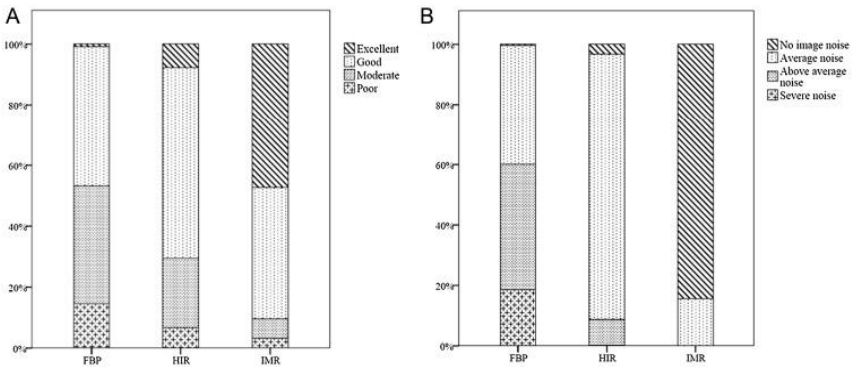 A
100%
80%
60%
40%
20%
0%
FBP HIR IMR
Excellent
Good
Moderate
Poor
B
100%
80%
60%
40%
20%
0%
FBP HIR IMR
No image noise
Average noise
Above average
noise
Severe noise